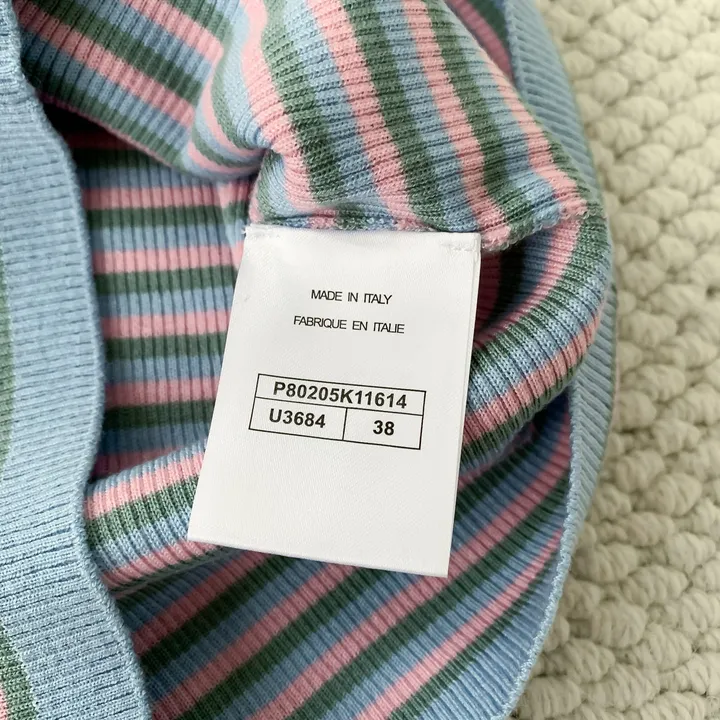 MADE IN ITALY
FABRIQUE EN ITALIE
P80205K11614
U3684 38